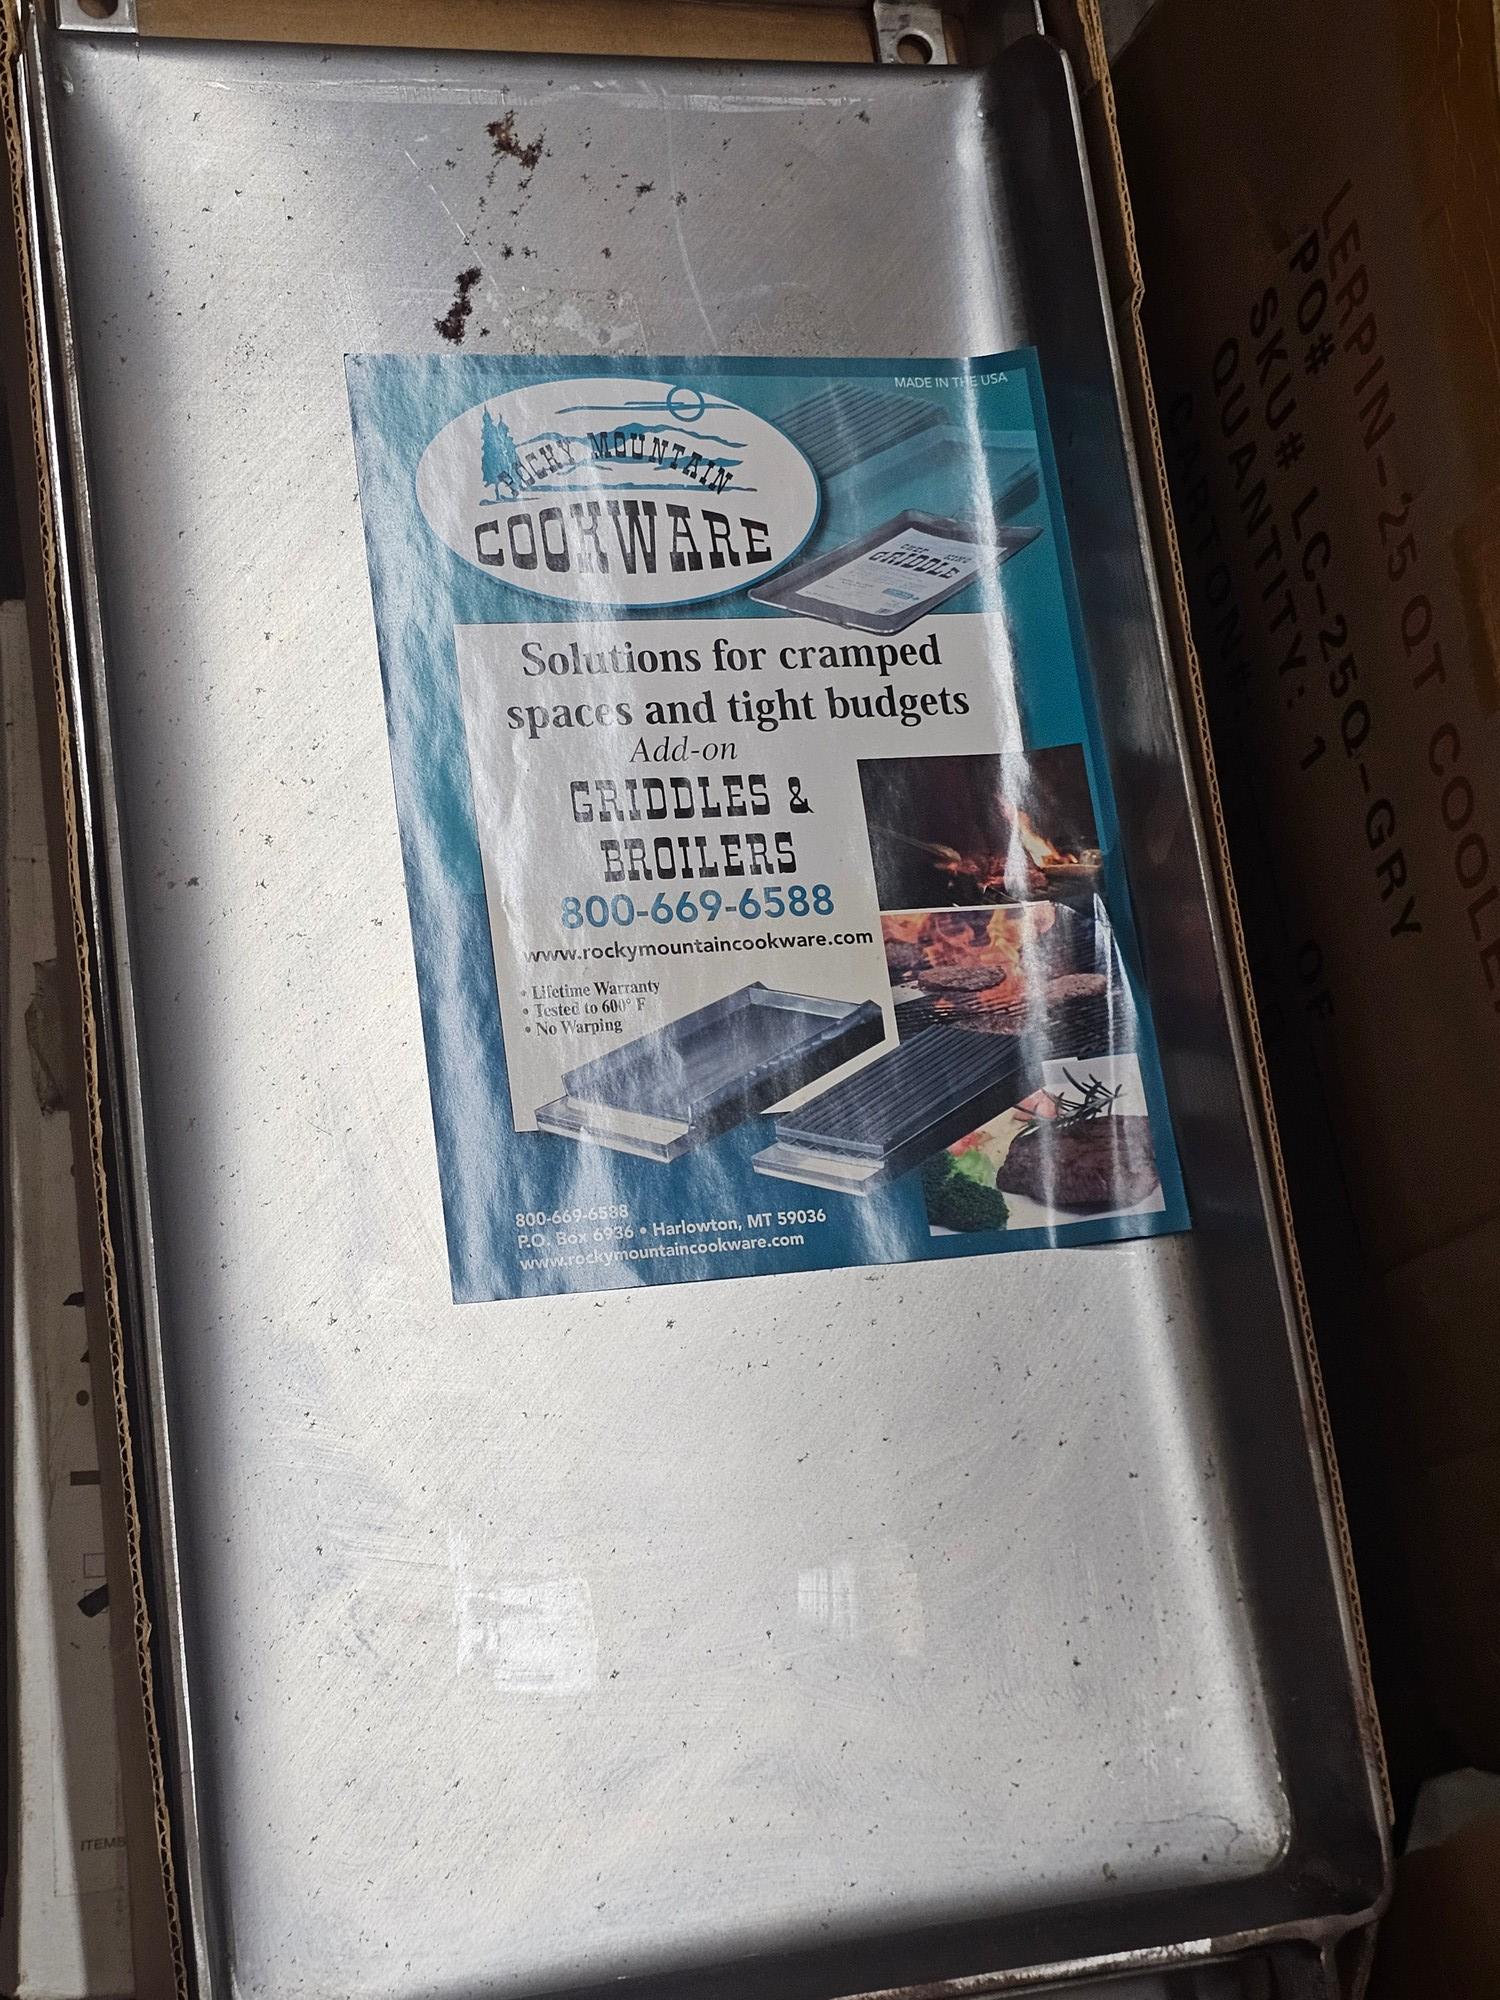 MADE IN THE USA
ROCKY MOUNTAIN
COOKWARE
GRIDDLE
Solutions for cramped
spaces and tight budgets
Add-on
GRIDDLES &
BROILERS
800-669-6588
www.rockymountaincookware.com
• Lifetime Warranty
• Tested to 600° F
• No Warping
800-669-6588
P.O. Box 6936 • Harlowton, MT 59036
www.rockymountaincookware.com
LERPIN-25 QT COOLE
PO#
SKU# LC-25Q-GRY
QUANTITY: 1
CARTON#: OF
ITEMS